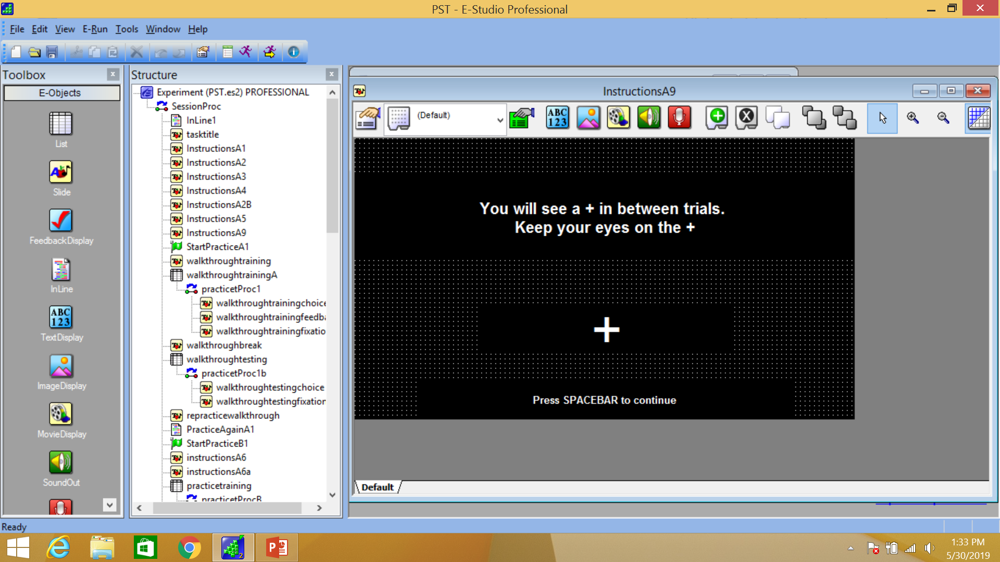 PST - E-Studio Professional
File Edit View E-Run Tools Window Help
Toolbox
E-Objects
List
Slide
FeedbackDisplay
InLine
ABC
123
TextDisplay
ImageDisplay
MovieDisplay
SoundOut
Structure
Experiment (PST.es2) PROFESSIONAL
SessionProc
InLine1
tasktitle
InstructionsA1
InstructionsA2
InstructionsA3
InstructionsA4
InstructionsA2B
InstructionsA5
InstructionsA9
StartPracticeA1
walkthroughtraining
walkthroughtrainingA
practicetProc1
walkthroughtrainingchoice
walkthroughtrainingfeedba
walkthroughtrainingfixatio
walkthroughbreak
walkthroughtesting
practicetProc1b
walkthroughtestingchoice
walkthroughtestingfixation
repracticewalkthrough
PracticeAgainA1
StartPracticeB1
instructionsA6
instructionsA6a
practicetraining
practicetProcB
InstructionsA9
(Default)
ABC
123
You will see a + in between trials.
Keep your eyes on the +
+
Press SPACEBAR to continue
Default
Ready
1:33 PM
5/30/2019